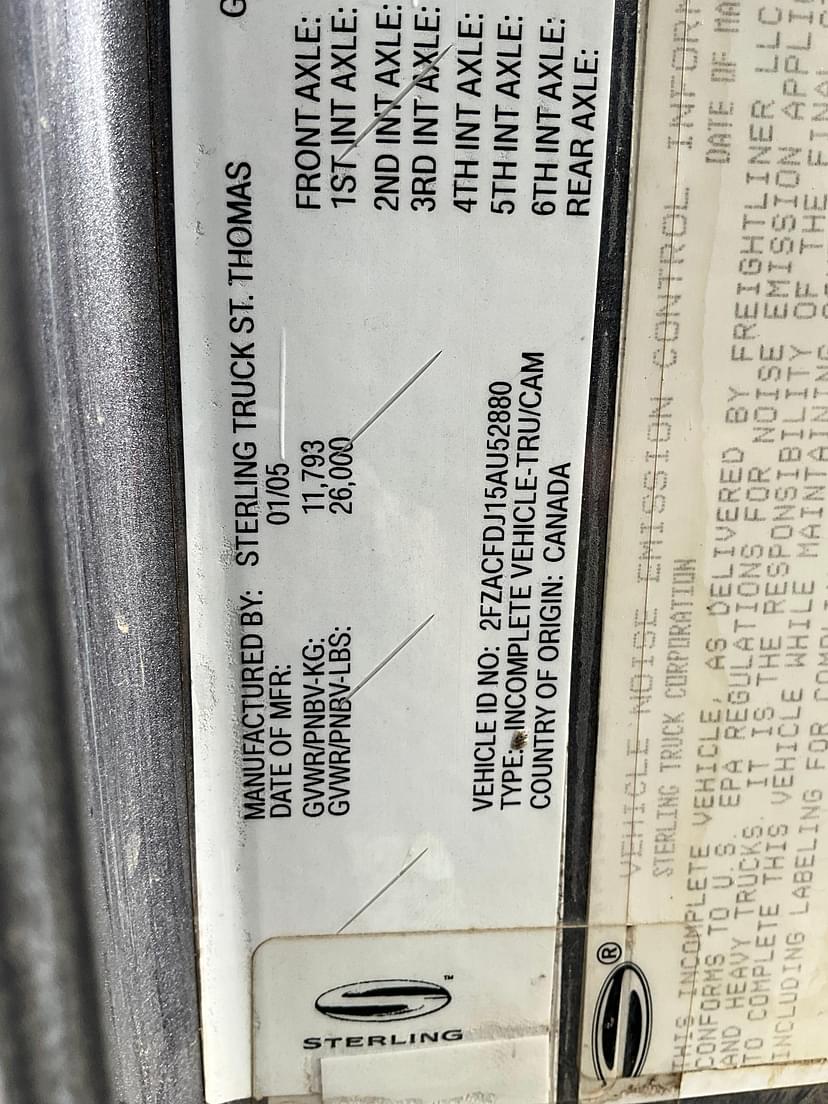 G
MANUFACTURED BY: STERLING TRUCK ST. THOMAS
DATE OF MFR: 01/05
GVWR/PNBV-KG: 11,793
GVWR/PNBV-LBS: 26,000
FRONT AXLE:
1ST INT AXLE:
2ND INT AXLE:
3RD INT AXLE:
4TH INT AXLE:
5TH INT AXLE:
6TH INT AXLE:
REAR AXLE:
VEHICLE ID NO: 2FZACFDJ15AU52880
TYPE: INCOMPLETE VEHICLE-TRU/CAM
COUNTRY OF ORIGIN: CANADA
STERLING ™
®
VEHICLE NOISE EMISSION CONTROL INFOR
STERLING TRUCK CORPORATION DATE OF MA
THIS INCOMPLETE VEHICLE, AS DELIVERED BY FREIGHTLINER LLC
CONFORMS TO U.S. EPA REGULATIONS FOR NOISE EMISSION APPLI
AND HEAVY TRUCKS. IT IS THE RESPONSIBILITY OF THE FINAL
TO COMPLETE THIS VEHICLE WHILE MAINTAINING
INCLUDING LABELING FOR